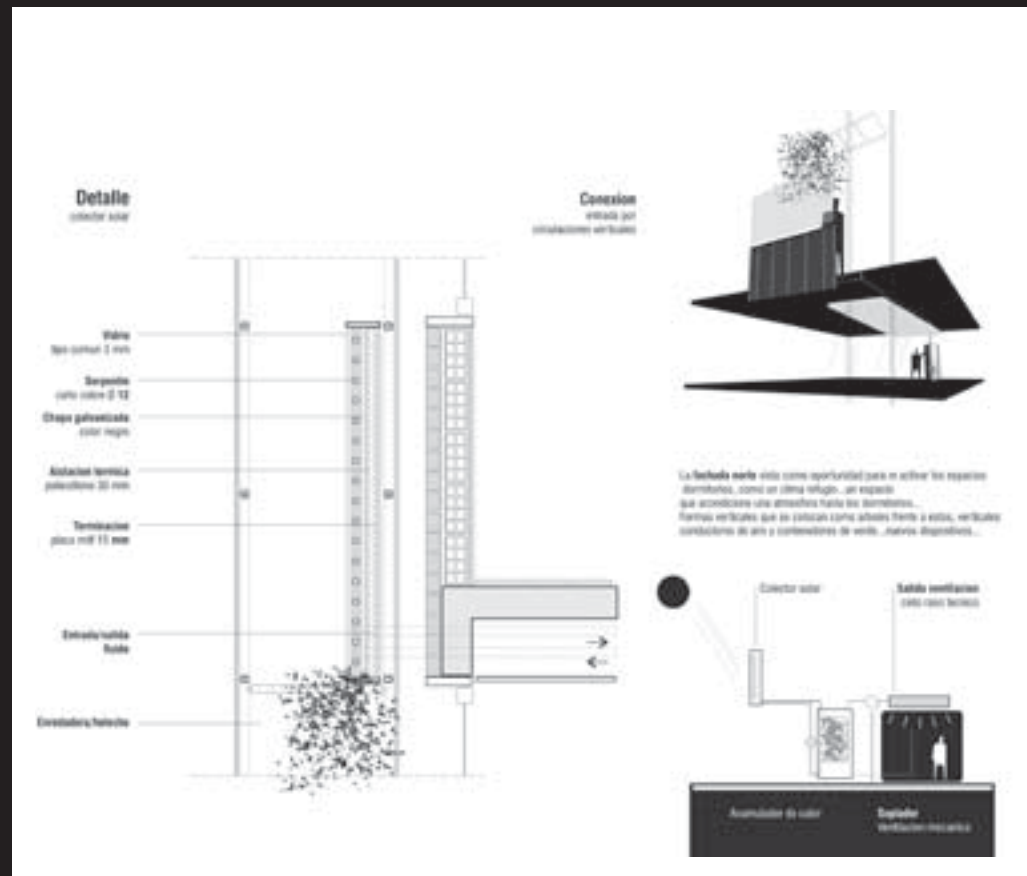 Detalle
colector solar
Conexion
entrada por
circulaciones verticales
Vidrio
tipo comun 3 mm
Serpentin
caño cobre Ø 12
Chapa galvanizada
color negro
Aislacion termica
polietileno 30 mm
Terminacion
placa mdf 15 mm
Entrada/salida
fluido
Enredadera/helecho
La fachada norte vista como oportunidad para re activar los espacios
dormitorios, como un clima refugio...un espacio
que acondicione una atmosfera hasta los dormitorios...
Formas verticales que se colocan como arboles frente a estos, verticales
conductores de aire y contenedores de verde...nuevos dispositivos...
Colector solar
Salida ventilacion
cielo raso tecnico
Acumulador de calor
Soplador
Ventilacion mecanica